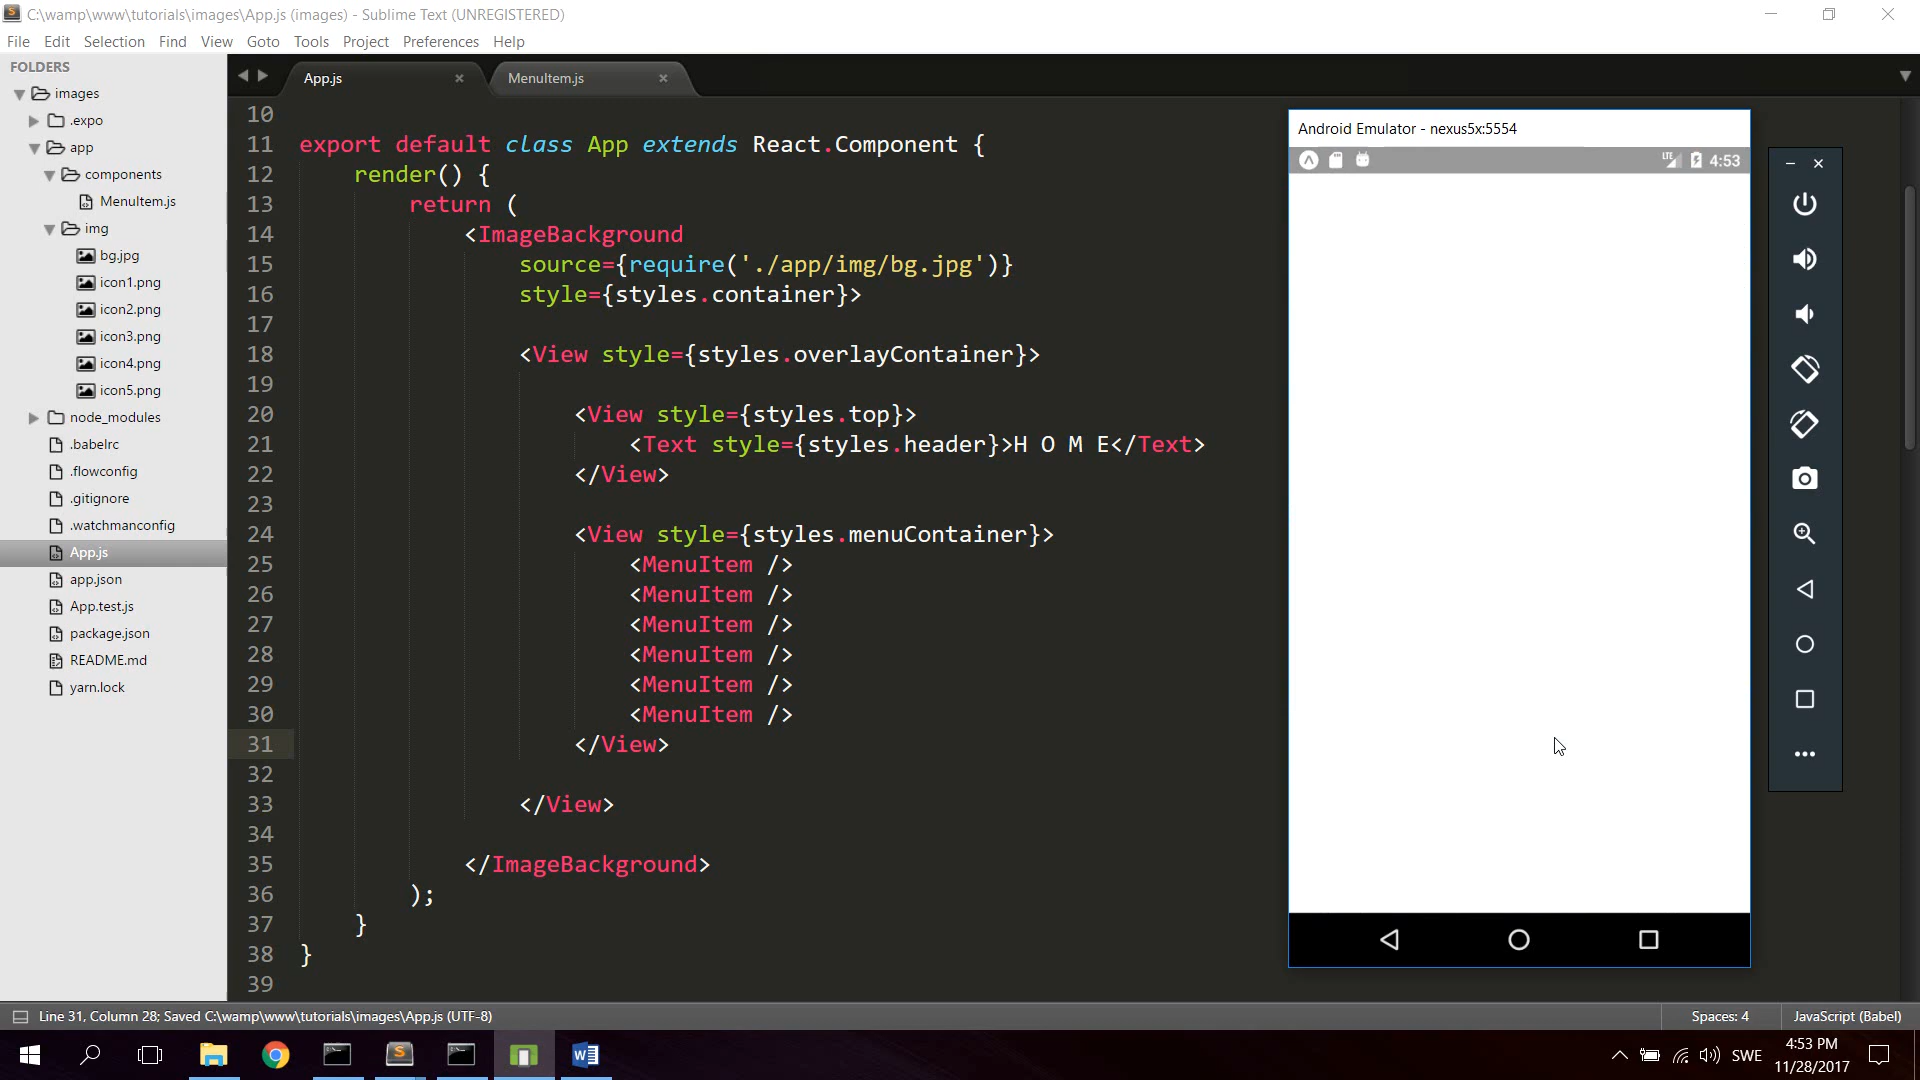 C:\wamp\www\tutorials\images\App.js (images) - Sublime Text (UNREGISTERED)
File Edit Selection Find View Goto Tools Project Preferences Help
FOLDERS
images
.expo
app
components
MenuItem.js
img
bg.jpg
icon1.png
icon2.png
icon3.png
icon4.png
icon5.png
node_modules
.babelrc
.flowconfig
.gitignore
.watchmanconfig
App.js
app.json
App.test.js
package.json
README.md
yarn.lock
App.js MenuItem.js
10
11 export default class App extends React.Component {
12 render() {
13 return (
14 <ImageBackground
15 source={require('./app/img/bg.jpg')}
16 style={styles.container}>
17
18 <View style={styles.overlayContainer}>
19
20 <View style={styles.top}>
21 <Text style={styles.header}>H O M E</Text>
22 </View>
23
24 <View style={styles.menuContainer}>
25 <MenuItem />
26 <MenuItem />
27 <MenuItem />
28 <MenuItem />
29 <MenuItem />
30 <MenuItem />
31 </View>
32
33 </View>
34
35 </ImageBackground>
36 );
37 }
38 }
39
Android Emulator - nexus5x:5554
LTE 4:53
Line 31, Column 28; Saved C:\wamp\www\tutorials\images\App.js (UTF-8)
Spaces: 4 JavaScript (Babel)
SWE
4:53 PM
11/28/2017